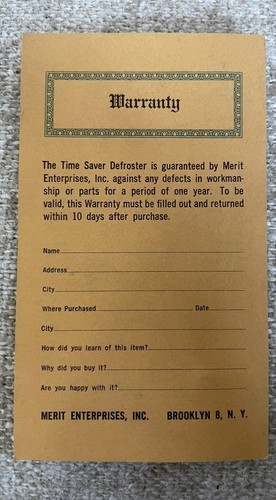 Warranty
The Time Saver Defroster is guaranteed by Merit
Enterprises, Inc. against any defects in workman-
ship or parts for a period of one year. To be
valid, this Warranty must be filled out and returned
within 10 days after purchase.
Name
Address
City
Where Purchased Date
City
How did you learn of this item?
Why did you buy it?
Are you happy with it?
MERIT ENTERPRISES, INC. BROOKLYN 8, N. Y.